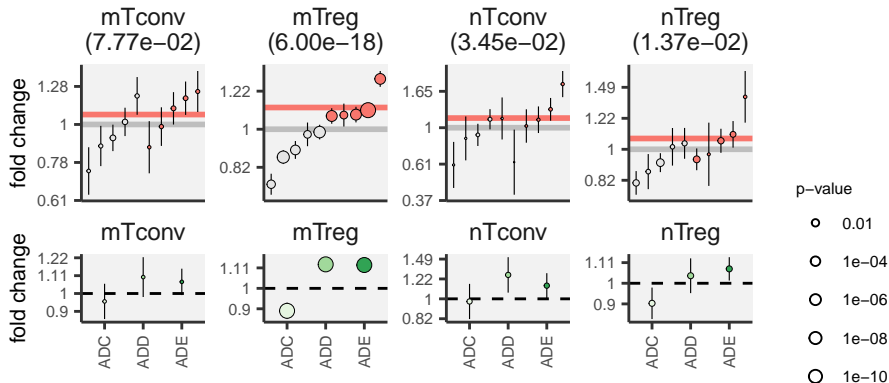 mTconv
(7.77e−02)
mTreg
(6.00e−18)
nTconv
(3.45e−02)
nTreg
(1.37e−02)
fold change
1.28
1
0.78
0.61
1.22
1
0.82
1.65
1
0.61
0.37
1.49
1.22
1
0.82
mTconv
mTreg
nTconv
nTreg
fold change
1.22
1.11
1
0.9
1.11
1
0.9
1.49
1.22
1
0.82
1.11
1
0.9
ADC
ADD
ADE
ADC
ADD
ADE
ADC
ADD
ADE
ADC
ADD
ADE
p−value
0.01
1e−04
1e−06
1e−08
1e−10